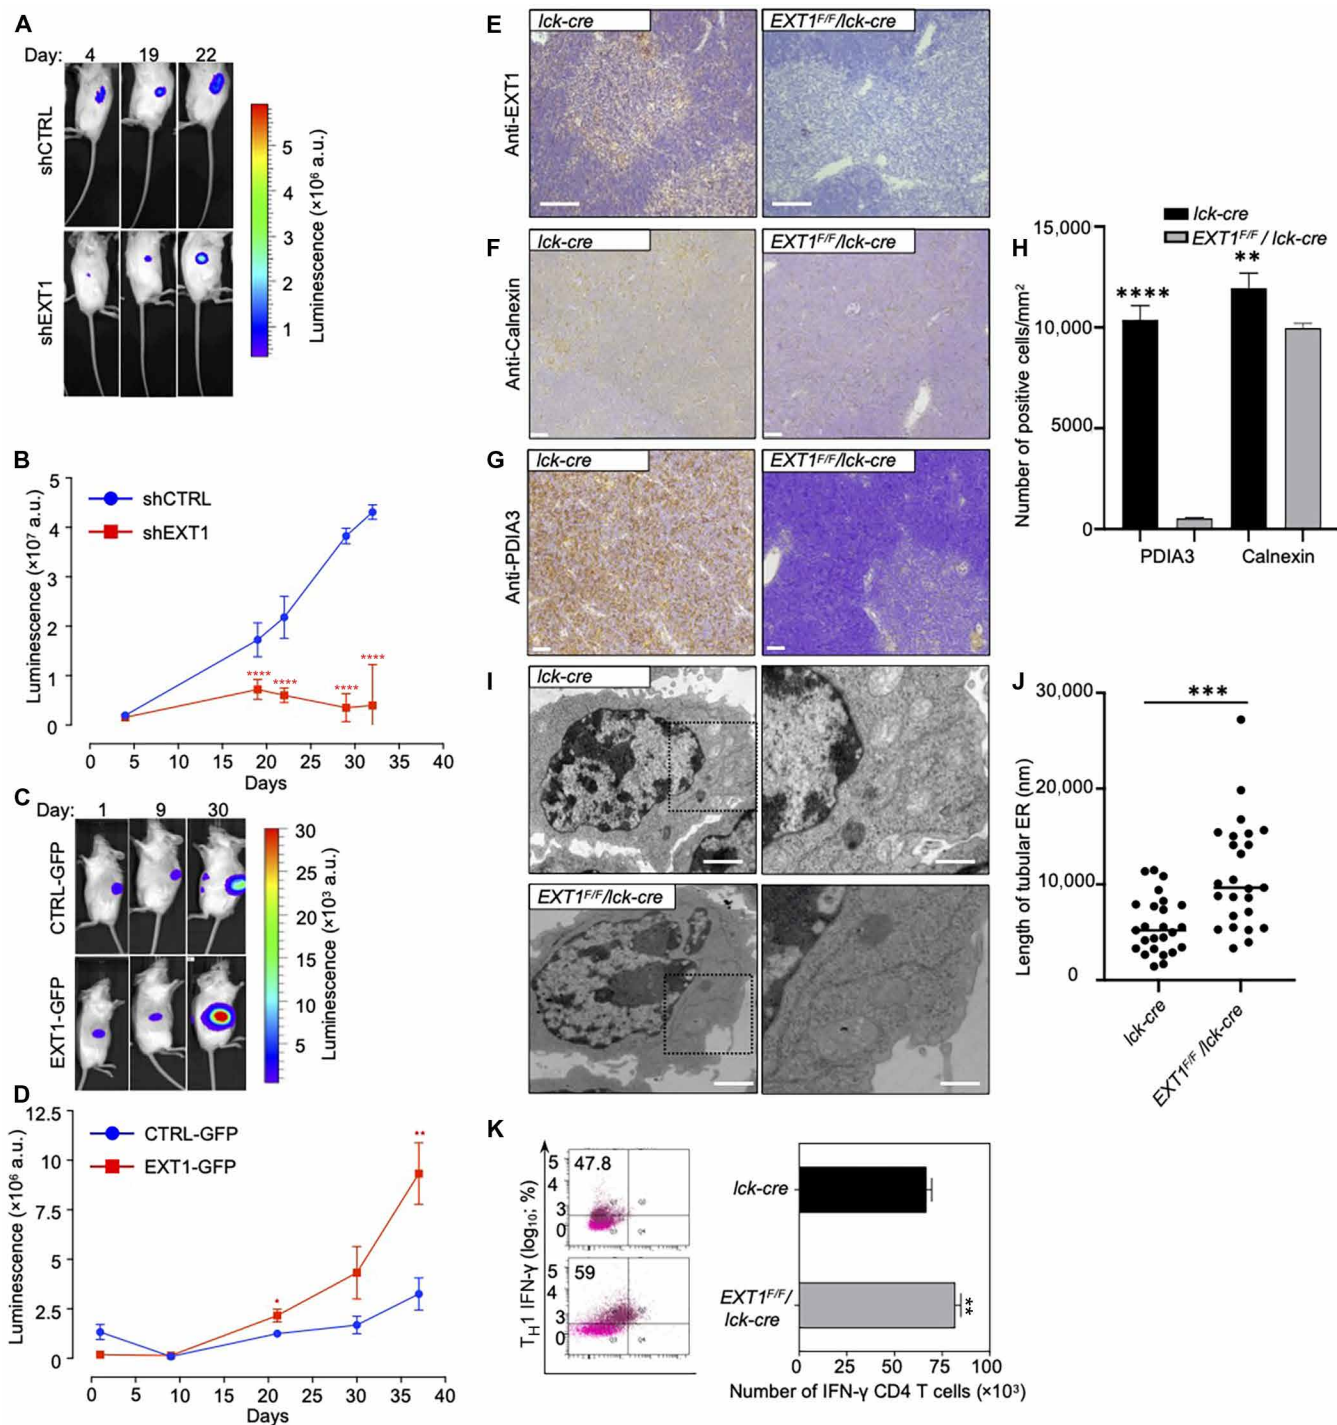 A
Day: 4 19 22
shCTRL
shEXT1
5
4
3
2
1
Luminescence (×10⁶ a.u.)
B
shCTRL
shEXT1
Luminescence (×10⁷ a.u.)
5
4
3
2
1
0
****
****
****
****
0 5 10 15 20 25 30 35 40
Days
C
Day: 1 9 30
CTRL-GFP
EXT1-GFP
30
25
20
15
10
5
Luminescence (×10³ a.u.)
D
CTRL-GFP
EXT1-GFP
Luminescence (×10⁶ a.u.)
12.5
10
7.5
5
2.5
0
*
**
0 10 20 30 40
Days
E
lck-cre
EXT1F/F/lck-cre
Anti-EXT1
F
lck-cre
EXT1F/F/lck-cre
Anti-Calnexin
G
lck-cre
EXT1F/F/lck-cre
Anti-PDIA3
H
lck-cre
EXT1F/F/ lck-cre
Number of positive cells/mm²
15,000
10,000
5000
0
****
**
PDIA3 Calnexin
I
lck-cre
EXT1F/F/lck-cre
J
Length of tubular ER (nm)
30,000
20,000
10,000
0
***
lck-cre
EXT1F/F/lck-cre
K
TH1 IFN-γ (log10; %)
5
4
3
0
47.8
5
4
3
0
59
lck-cre
EXT1F/F/
lck-cre
**
0 25 50 75 100
Number of IFN-γ CD4 T cells (×10³)